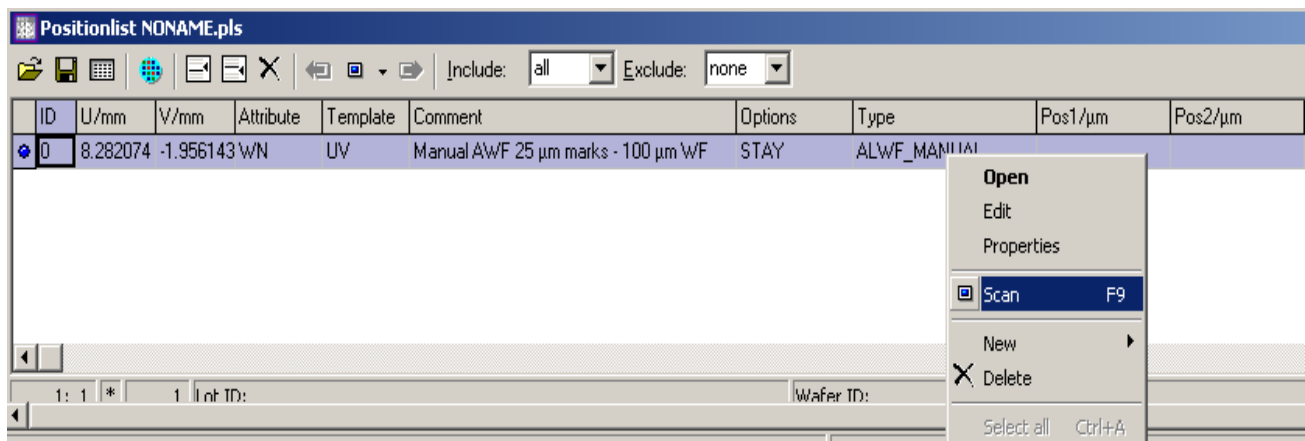 Positionlist NONAME.pls
Include: all Exclude: none
ID U/mm V/mm Attribute Template Comment Options Type Pos1/µm Pos2/µm
0 8.282074 -1.956143 WN UV Manual AWF 25 µm marks - 100 µm WF STAY ALWF_MANUAL
Open
Edit
Properties
Scan F9
New
Delete
1: 1 * 1 Lot ID: Wafer ID:
Select all Ctrl+A